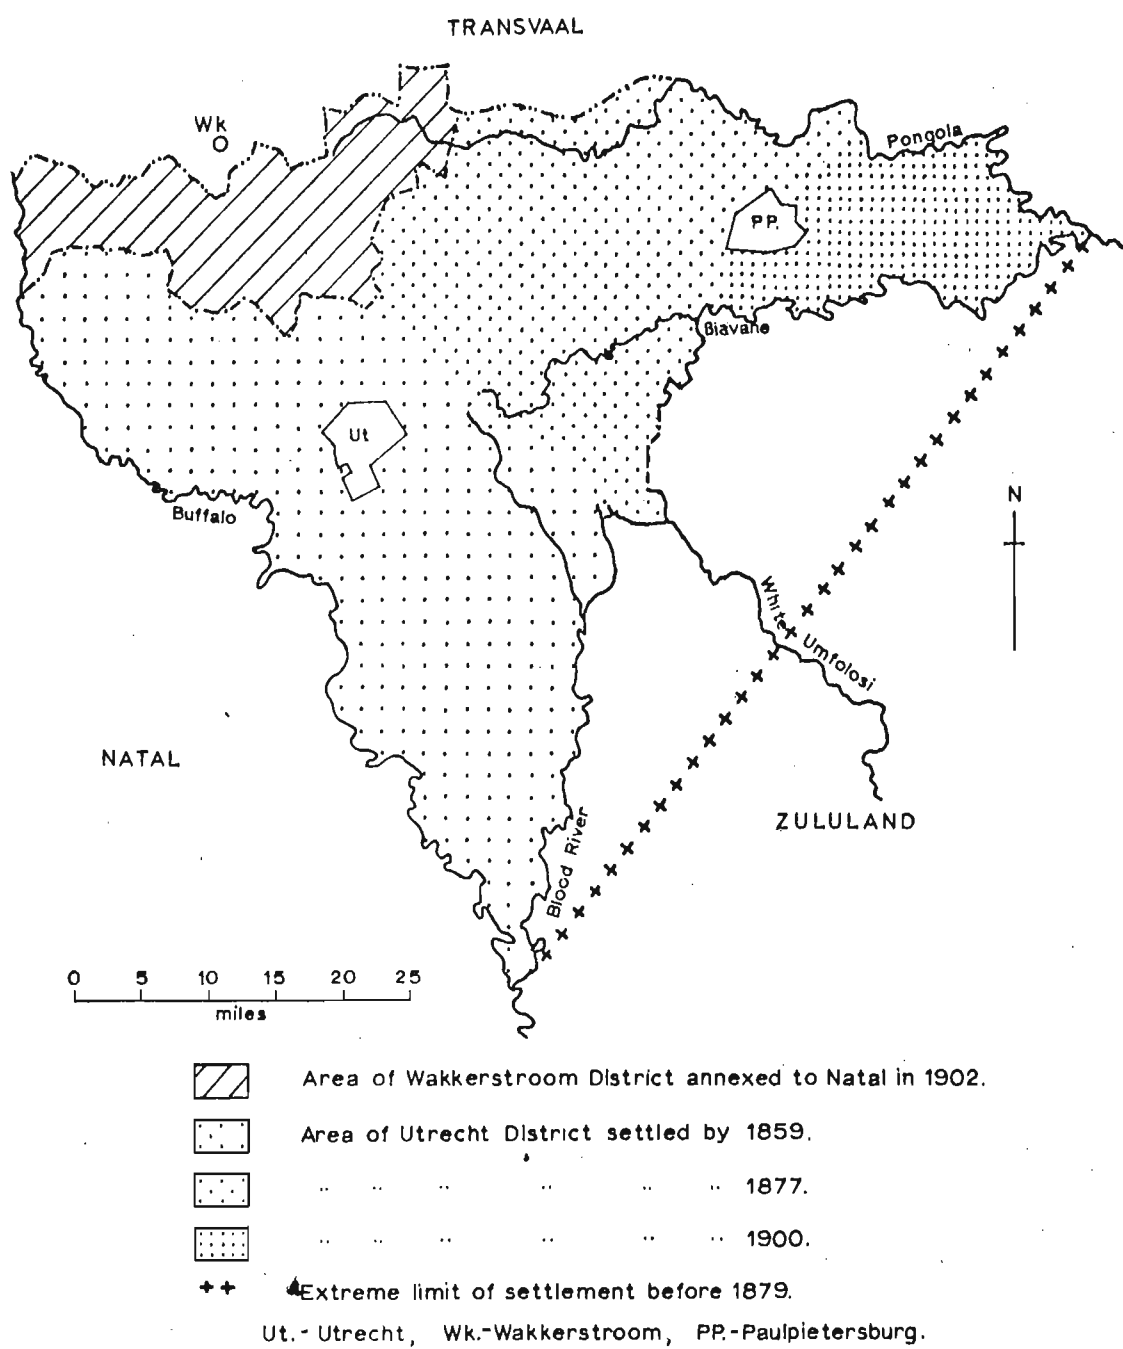 TRANSVAAL
Wk
Pongola
PP.
Biavane
Ut
Buffalo
N
White Umfolosi
NATAL
ZULULAND
Blood River
0 5 10 15 20 25
miles
Area of Wakkerstroom District annexed to Natal in 1902.
Area of Utrecht District settled by 1859.
" " " " " " 1877.
" " " " " " 1900.
++ Extreme limit of settlement before 1879.
Ut.-Utrecht, Wk.-Wakkerstroom, PP.-Paulpietersburg.